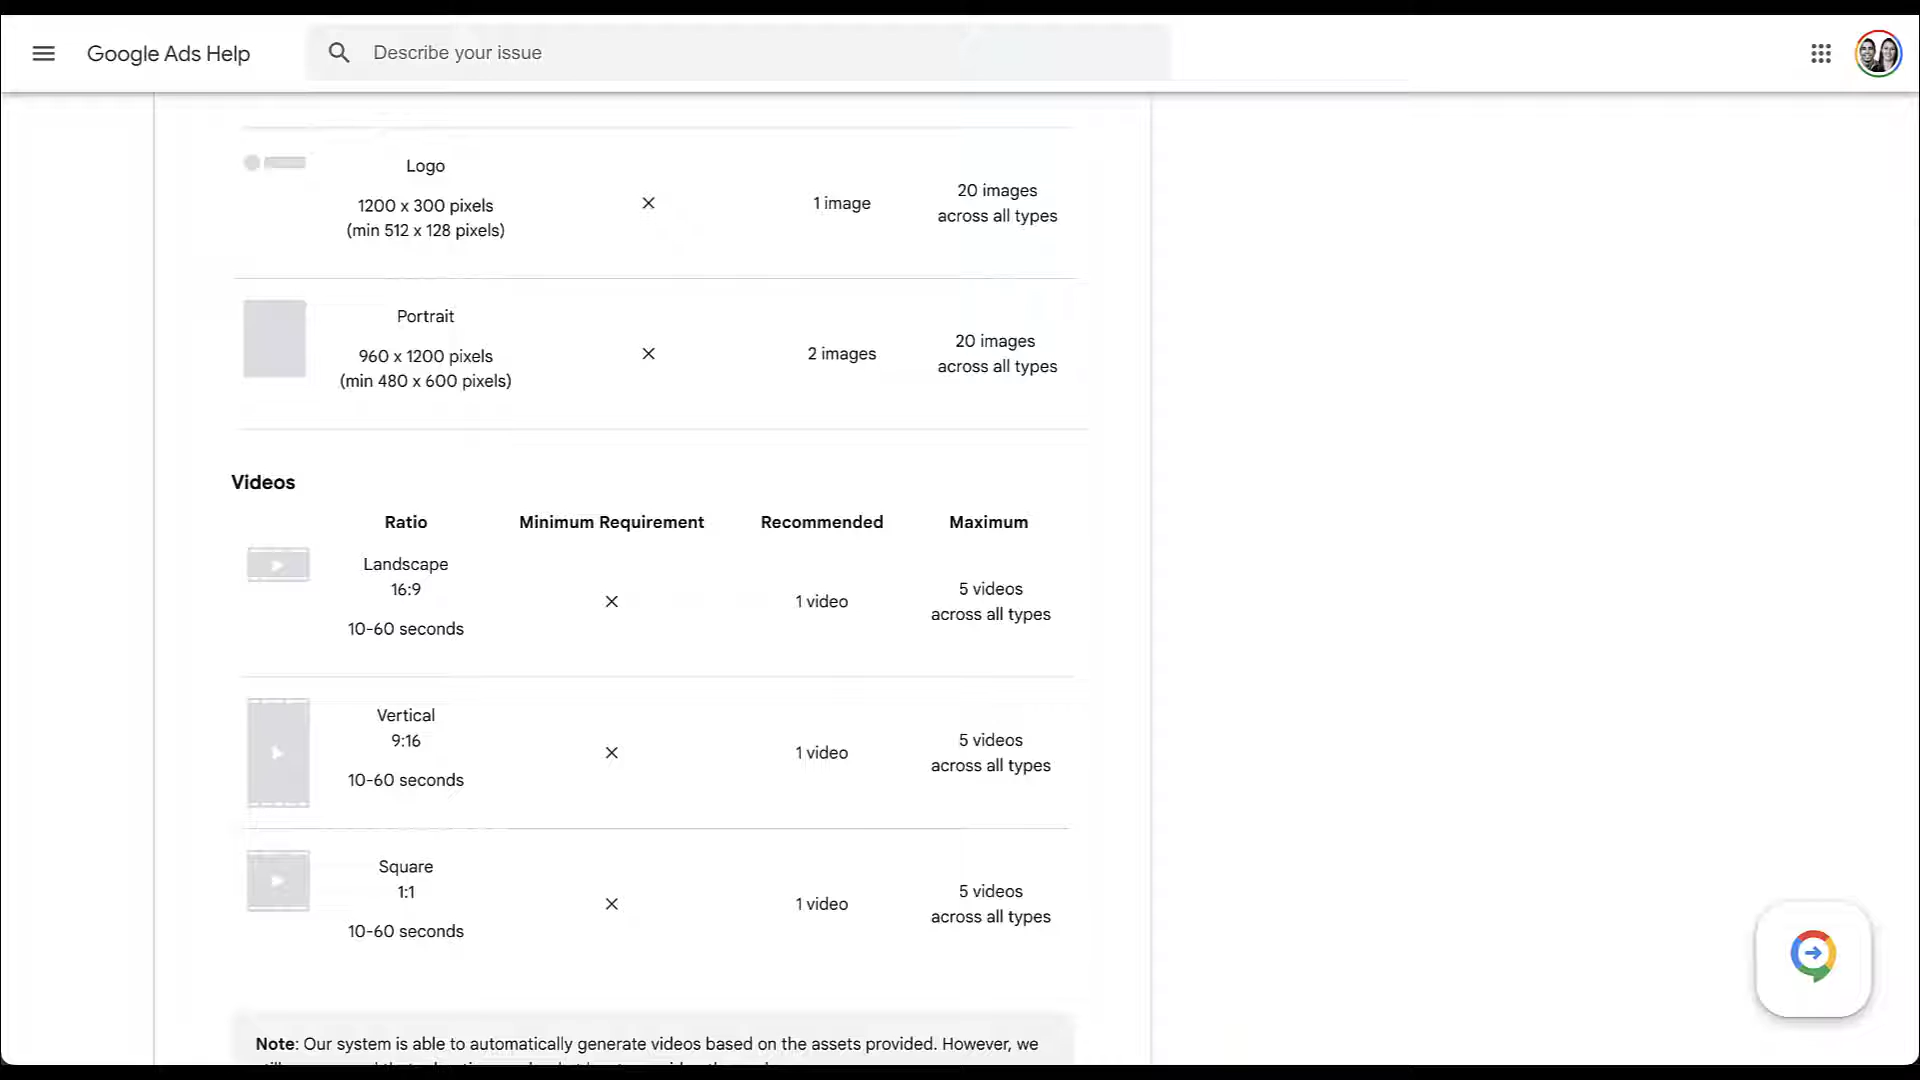 Google Ads Help
Describe your issue
Logo
1200 x 300 pixels
(min 512 x 128 pixels)
1 image
20 images
across all types
Portrait
960 x 1200 pixels
(min 480 x 600 pixels)
2 images
20 images
across all types
Videos
Ratio Minimum Requirement Recommended Maximum
Landscape
16:9
10-60 seconds
1 video
5 videos
across all types
Vertical
9:16
10-60 seconds
1 video
5 videos
across all types
Square
1:1
10-60 seconds
1 video
5 videos
across all types
Note: Our system is able to automatically generate videos based on the assets provided. However, we